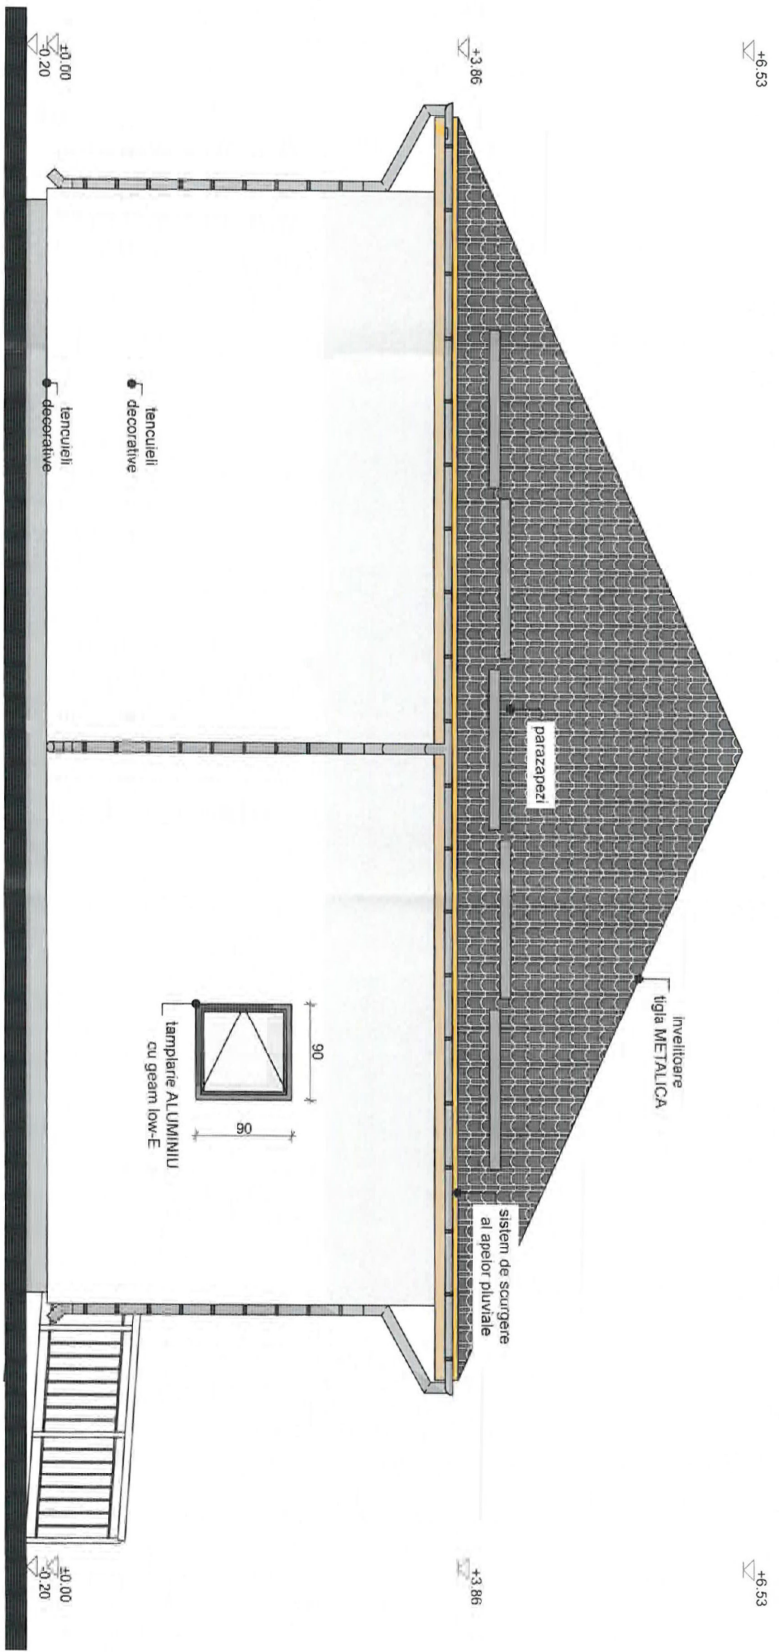 +6.53
+6.53
invelitoare
tigla METALICA
parazapezi
sistem de scurgere
al apelor pluviale
+3.86
+3.86
90
90
tamplarie ALUMINIU
cu geam low-E
tencuieli
decorative
tencuieli
decorative
±0.00
-0.20
±0.00
-0.20